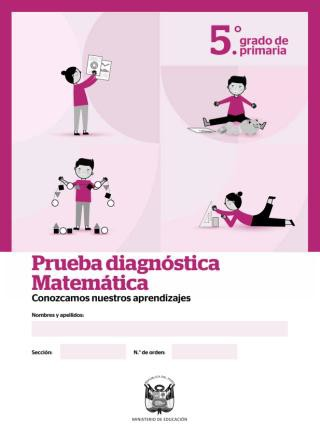 5.°
grado de
primaria
Prueba diagnóstica
Matemática
Conozcamos nuestros aprendizajes
Nombres y apellidos:
Sección:
N.° de orden:
MINISTERIO DE EDUCACIÓN